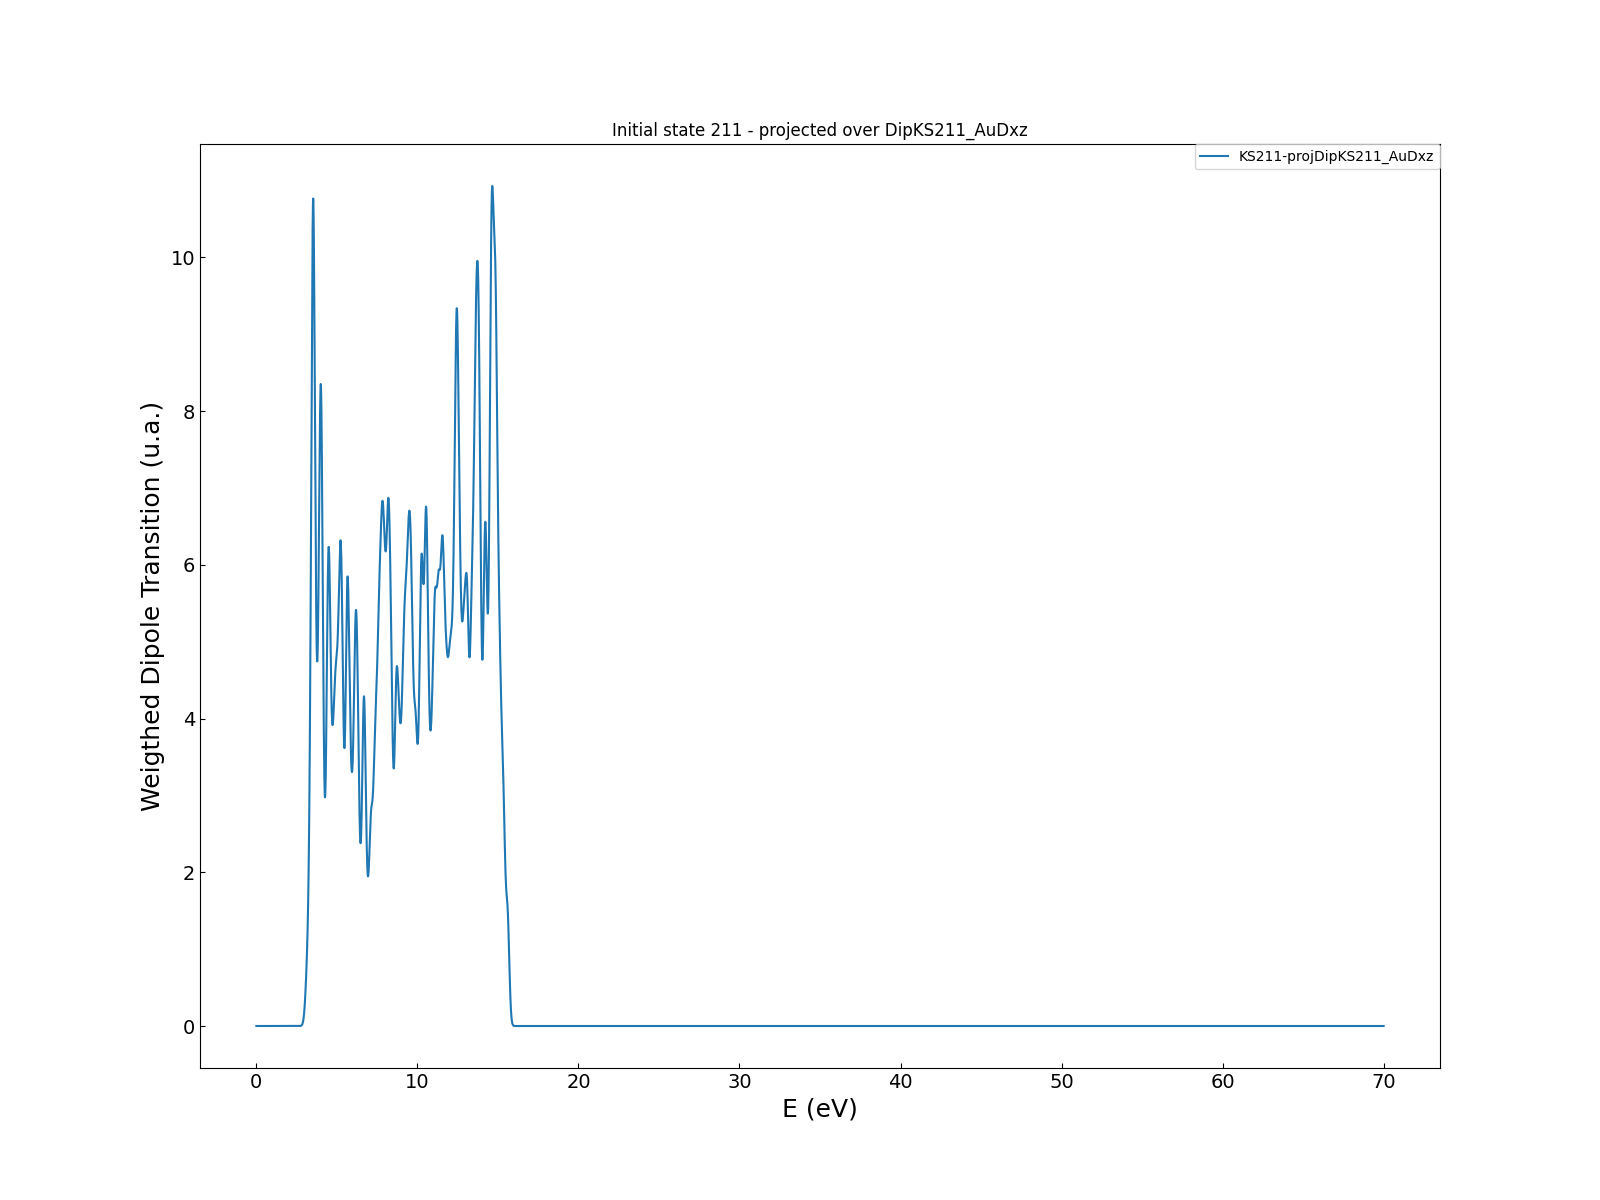 Initial state 211 - projected over DipKS211_AuDxz
KS211-projDipKS211_AuDxz
Weigthed Dipole Transition (u.a.)
10
8
6
4
2
0
0 10 20 30 40 50 60 70
E (eV)